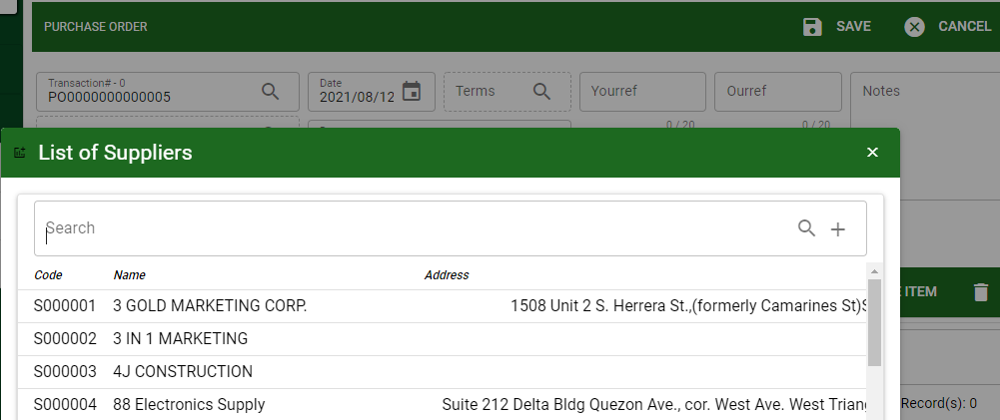 PURCHASE ORDER
SAVE
CANCEL
Transaction# - 0
PO0000000000005
Date
2021/08/12
Terms
Yourref
Ourref
Notes
0 / 20
0 / 20
List of Suppliers
Search
Code Name Address
S000001 3 GOLD MARKETING CORP. 1508 Unit 2 S. Herrera St.,(formerly Camarines St)S
S000002 3 IN 1 MARKETING
S000003 4J CONSTRUCTION
S000004 88 Electronics Supply Suite 212 Delta Bldg Quezon Ave., cor. West Ave. West Triang
ITEM
Record(s): 0